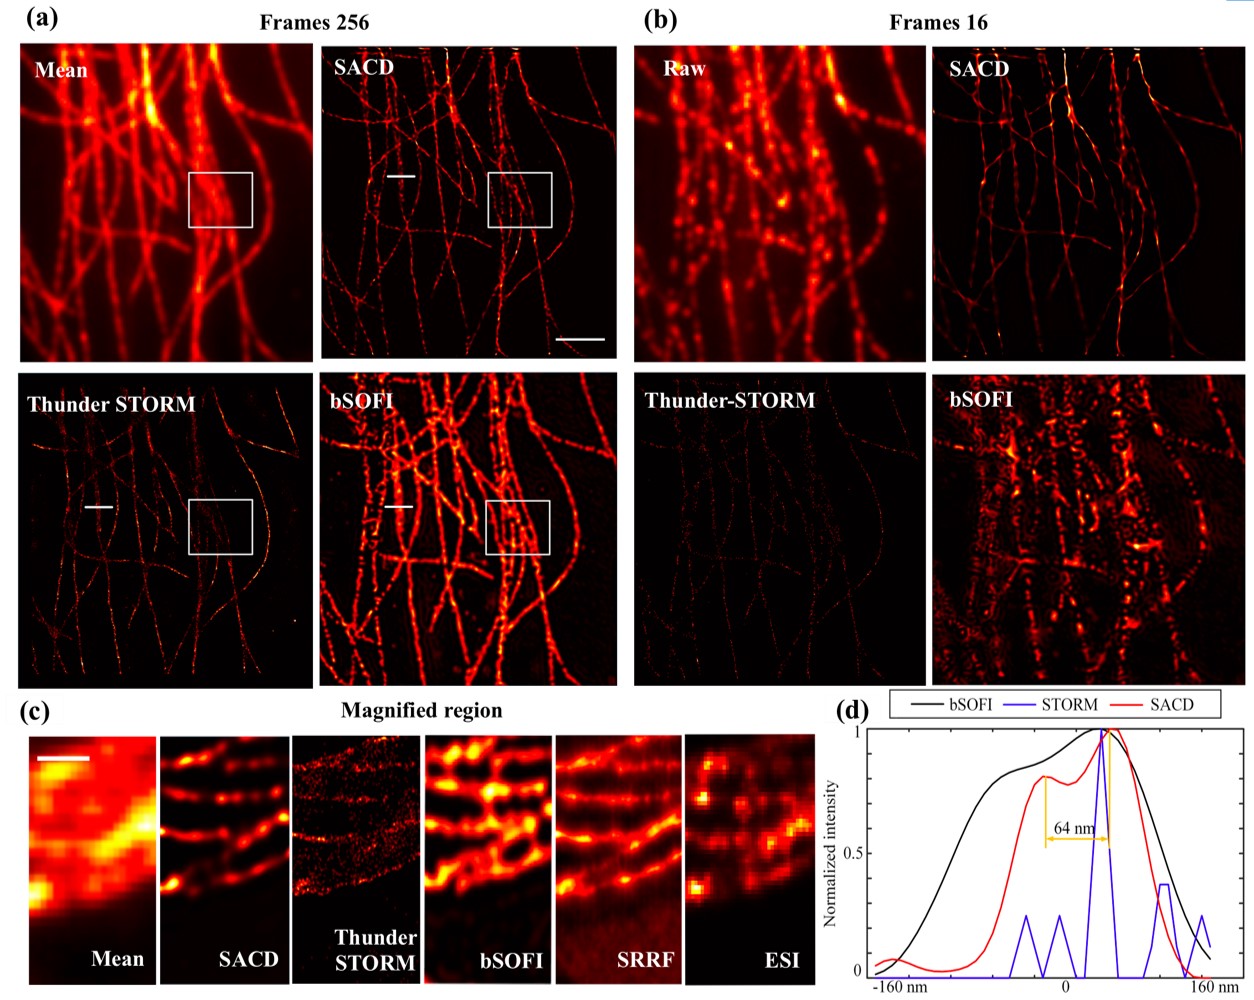 (a)
Frames 256
(b)
Frames 16
Mean
SACD
Raw
SACD
Thunder STORM
bSOFI
Thunder-STORM
bSOFI
(c)
Magnified region
(d)
bSOFI
STORM
SACD
Mean
SACD
Thunder
STORM
bSOFI
SRRF
ESI
Normalized intensity
1
0.5
0
64 nm
-160 nm
0
160 nm